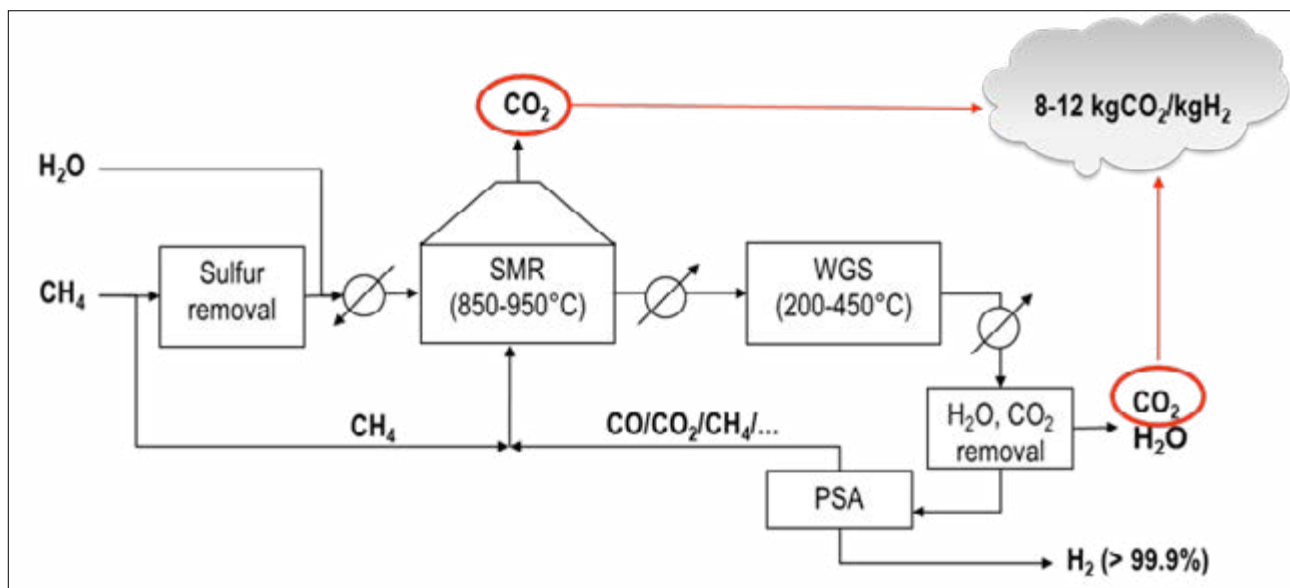 CO₂
8-12 kgCO₂/kgH₂
H₂O
Sulfur
removal
CH₄
SMR
(850-950°C)
WGS
(200-450°C)
CH₄
CO/CO₂/CH₄/...
H₂O, CO₂
removal
CO₂
H₂O
PSA
H₂ (> 99.9%)